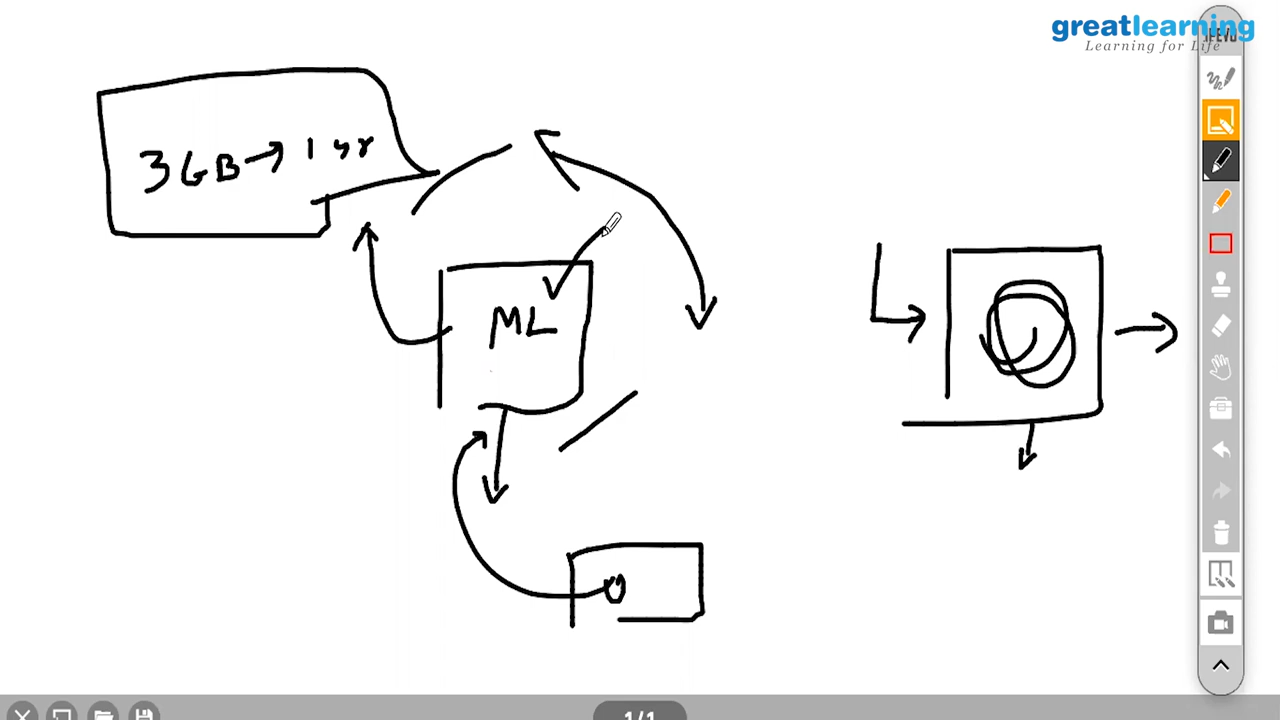 greatlearning
Learning for Life
3GB→1 yr
ML
1/1